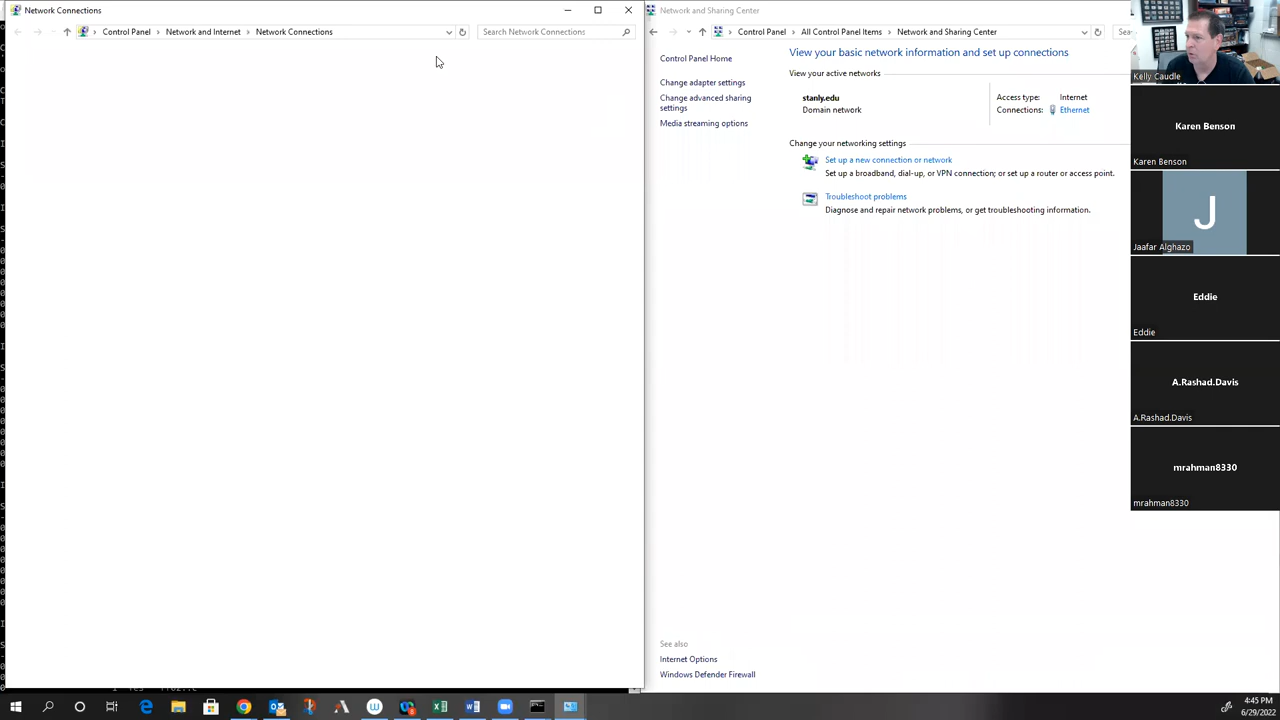 Network Connections
Control Panel Network and Internet Network Connections
Search Network Connections
Network and Sharing Center
Control Panel All Control Panel Items Network and Sharing Center
Sea
Control Panel Home
Change adapter settings
Change advanced sharing
settings
Media streaming options
View your basic network information and set up connections
View your active networks
stanly.edu
Domain network
Access type: Internet
Connections: Ethernet
Change your networking settings
Set up a new connection or network
Set up a broadband, dial-up, or VPN connection; or set up a router or access point.
Troubleshoot problems
Diagnose and repair network problems, or get troubleshooting information.
See also
Internet Options
Windows Defender Firewall
Kelly Caudle
Karen Benson
Karen Benson
J
Jaafar Alghazo
Eddie
Eddie
A.Rashad.Davis
A.Rashad.Davis
mrahman8330
mrahman8330
4:45 PM
6/29/2022